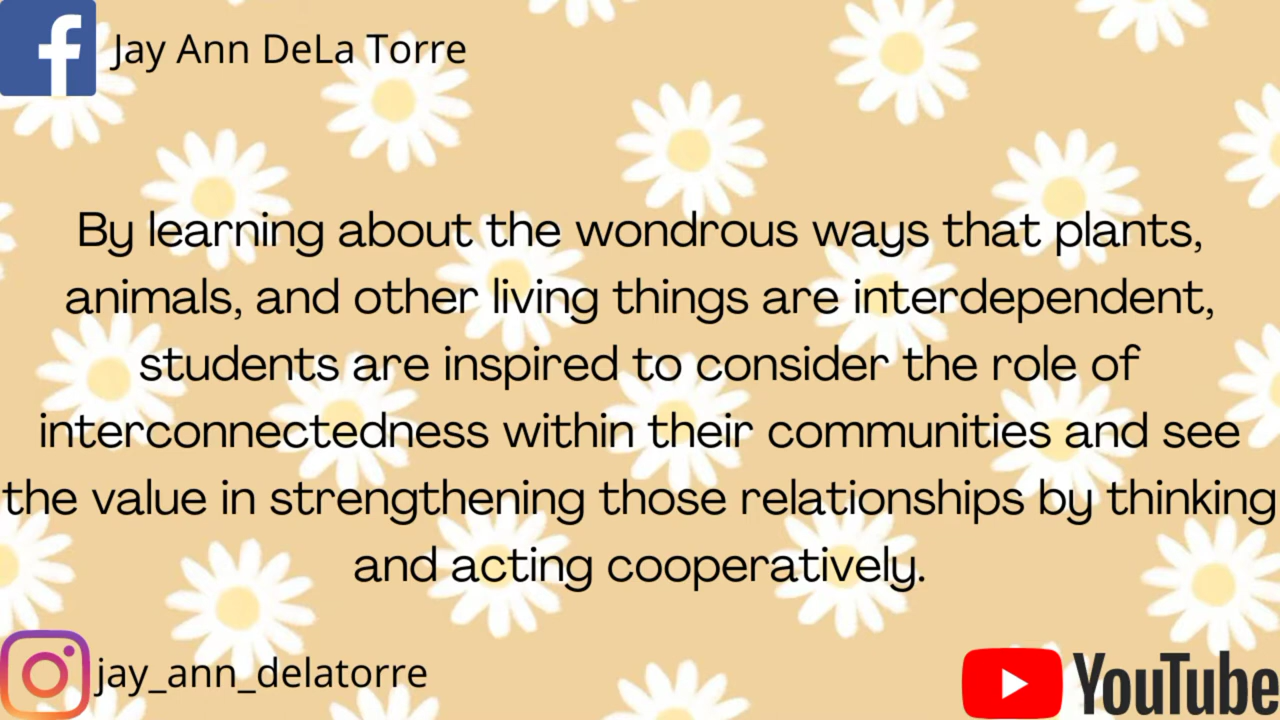 Jay Ann DeLa Torre
By learning about the wondrous ways that plants,
animals, and other living things are interdependent,
students are inspired to consider the role of
interconnectedness within their communities and see
the value in strengthening those relationships by thinking
and acting cooperatively.
jay_ann_delatorre
YouTube